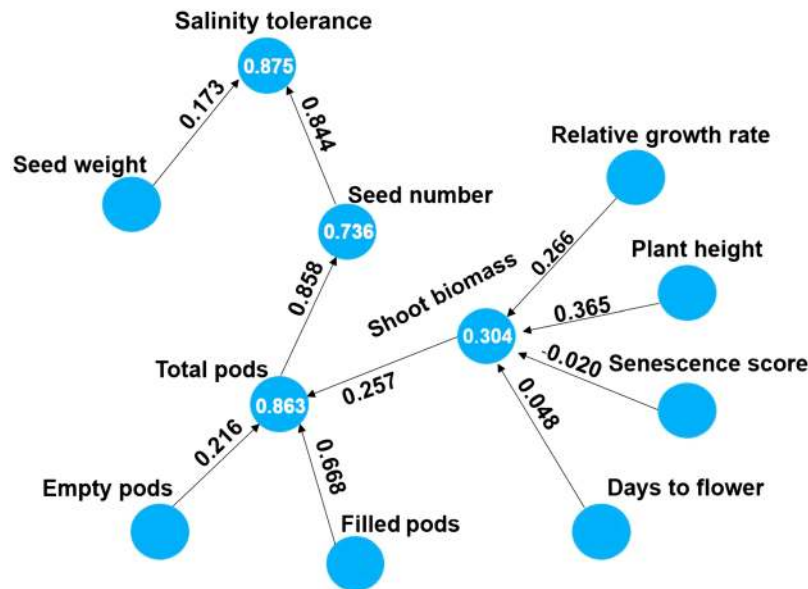 Salinity tolerance
0.875
0.173
0.844
Relative growth rate
Seed weight
Seed number
0.736
0.266
Plant height
Shoot biomass
0.858
0.365
0.304
Total pods
-0.020
Senescence score
0.257
0.863
0.048
0.216
0.668
Empty pods
Days to flower
Filled pods